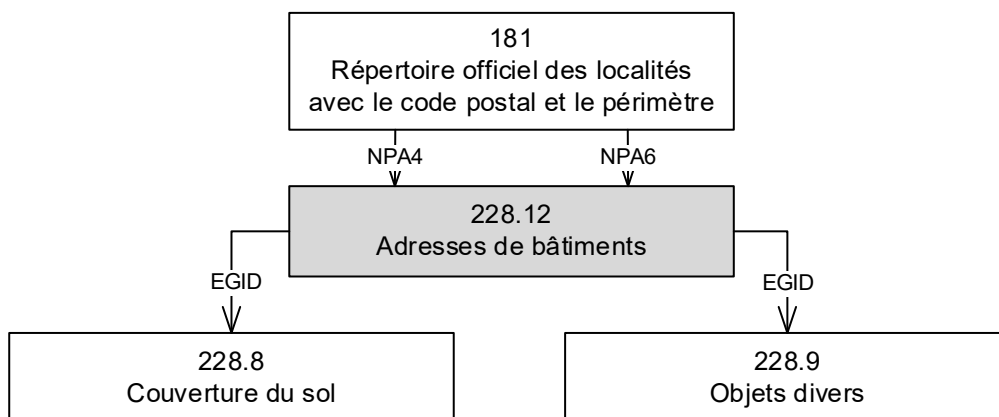 181
Répertoire officiel des localités
avec le code postal et le périmètre
NPA4
NPA6
228.12
Adresses de bâtiments
EGID
EGID
228.8
Couverture du sol
228.9
Objets divers